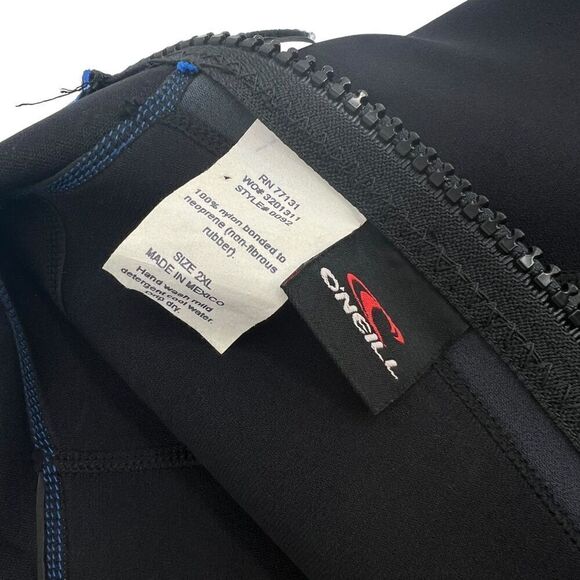 RN 77131
WO# 3201311
STYLE# 0092
100% nylon bonded to
neoprene (non-fibrous
rubber).
SIZE 2XL
MADE IN MEXICO
Hand wash mild
detergent cool water.
Drip dry.
O'NEILL